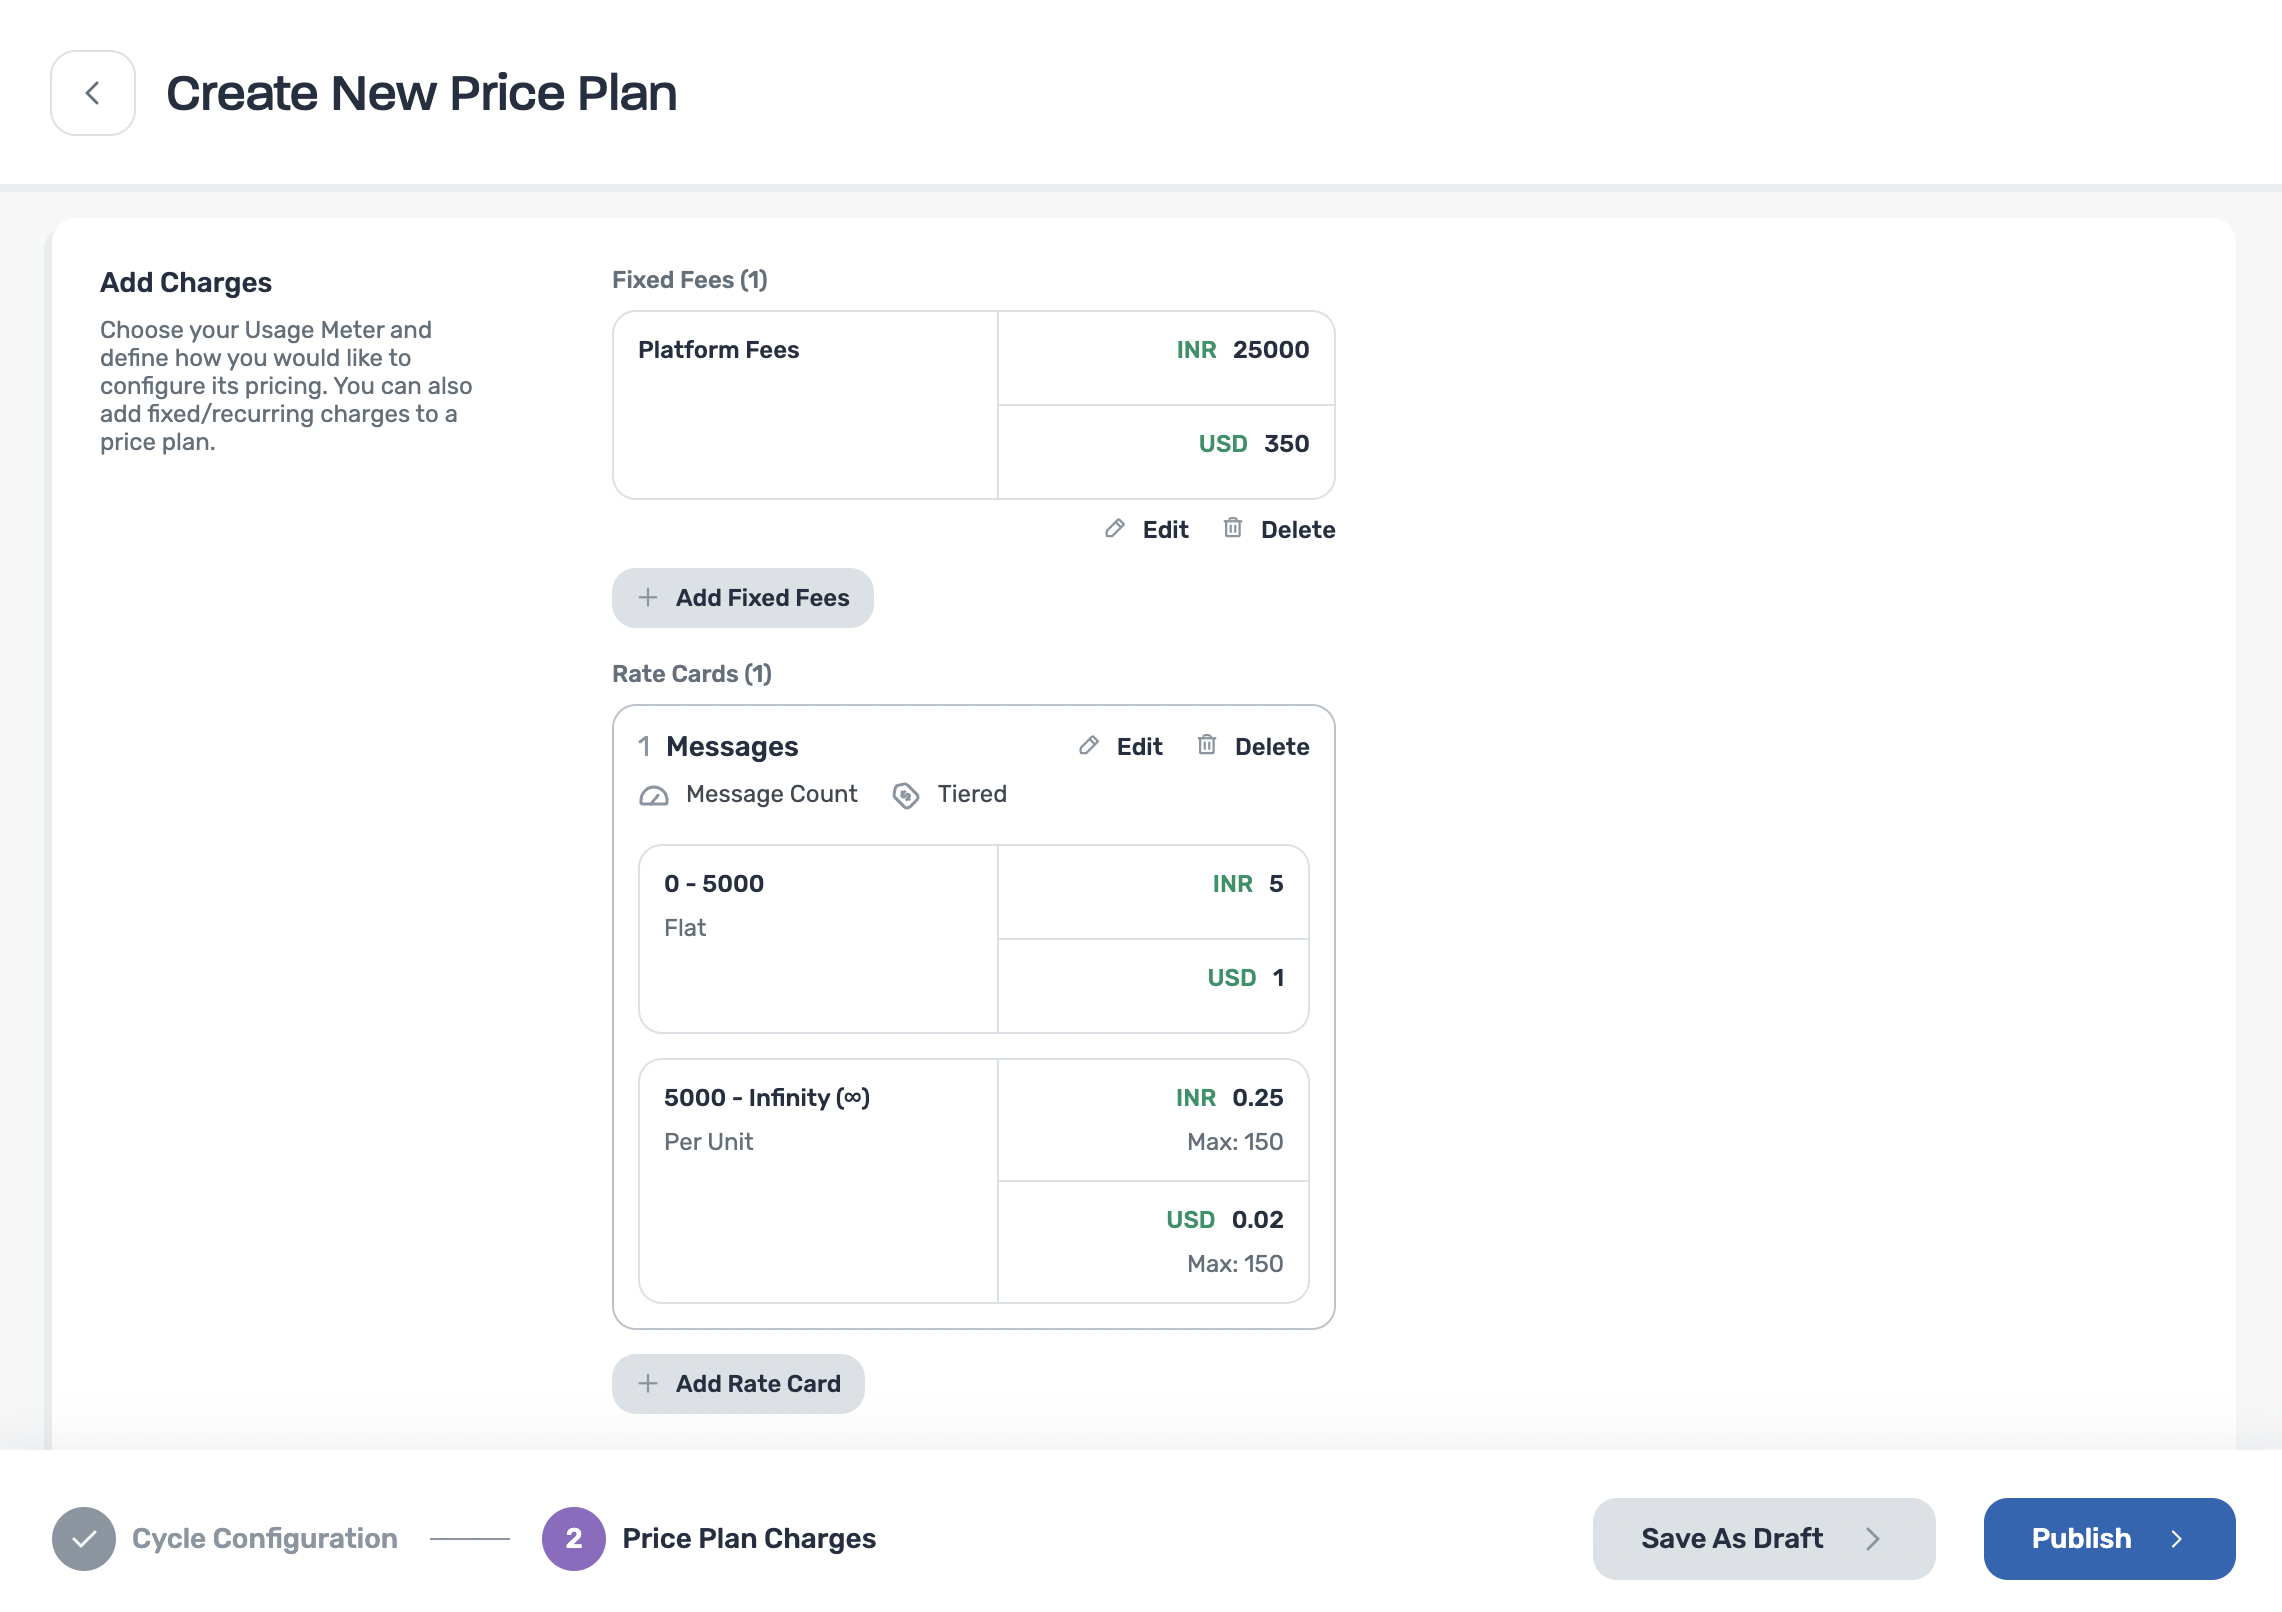 Create New Price Plan
Add Charges
Choose your Usage Meter and
define how you would like to
configure its pricing. You can also
add fixed/recurring charges to a
price plan.
Fixed Fees (1)
Platform Fees
INR 25000
USD 350
Edit Delete
Add Fixed Fees
Rate Cards (1)
1 Messages Edit Delete
Message Count Tiered
0 - 5000
Flat
INR 5
USD 1
5000 - Infinity (∞)
Per Unit
INR 0.25
Max: 150
USD 0.02
Max: 150
Add Rate Card
Cycle Configuration 2 Price Plan Charges Save As Draft Publish